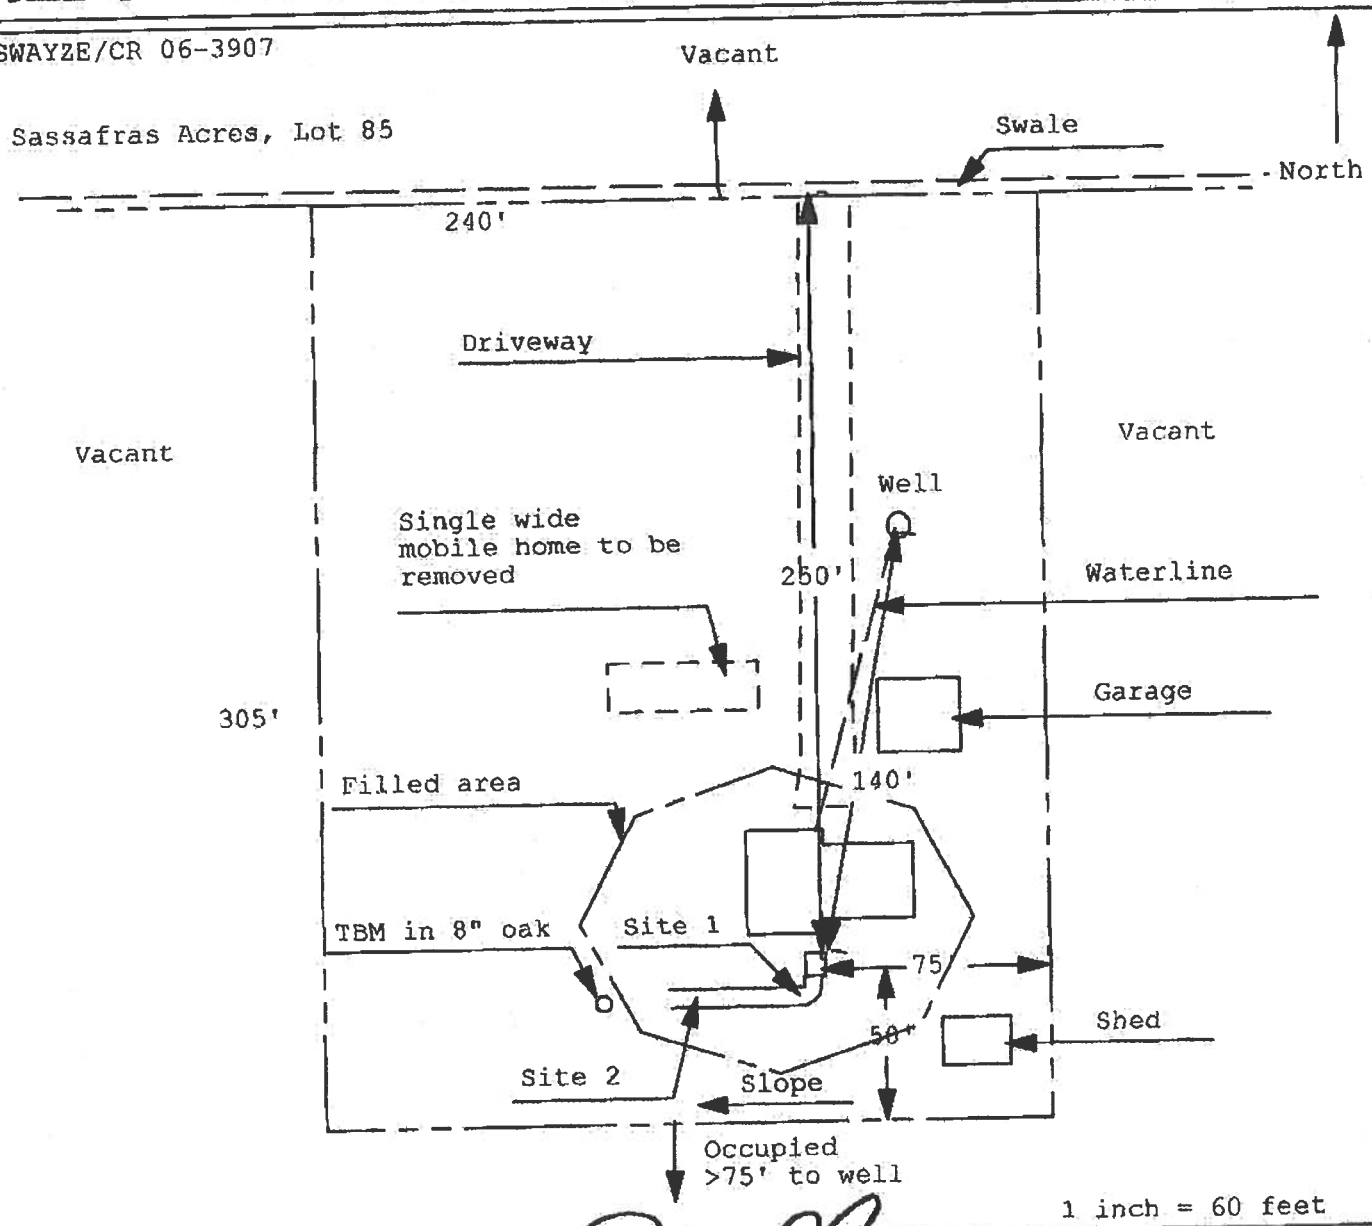 SWAYZE/CR 06-3907
Vacant
Sassafras Acres, Lot 85
Swale
North
240'
Driveway
Vacant
Vacant
Well
Single wide
mobile home to be
removed
260'
Waterline
Garage
305'
140'
Filled area
TBM in 8" oak
Site 1
75
50'
Shed
Site 2
Slope
Occupied
>75' to well
1 inch = 60 feet